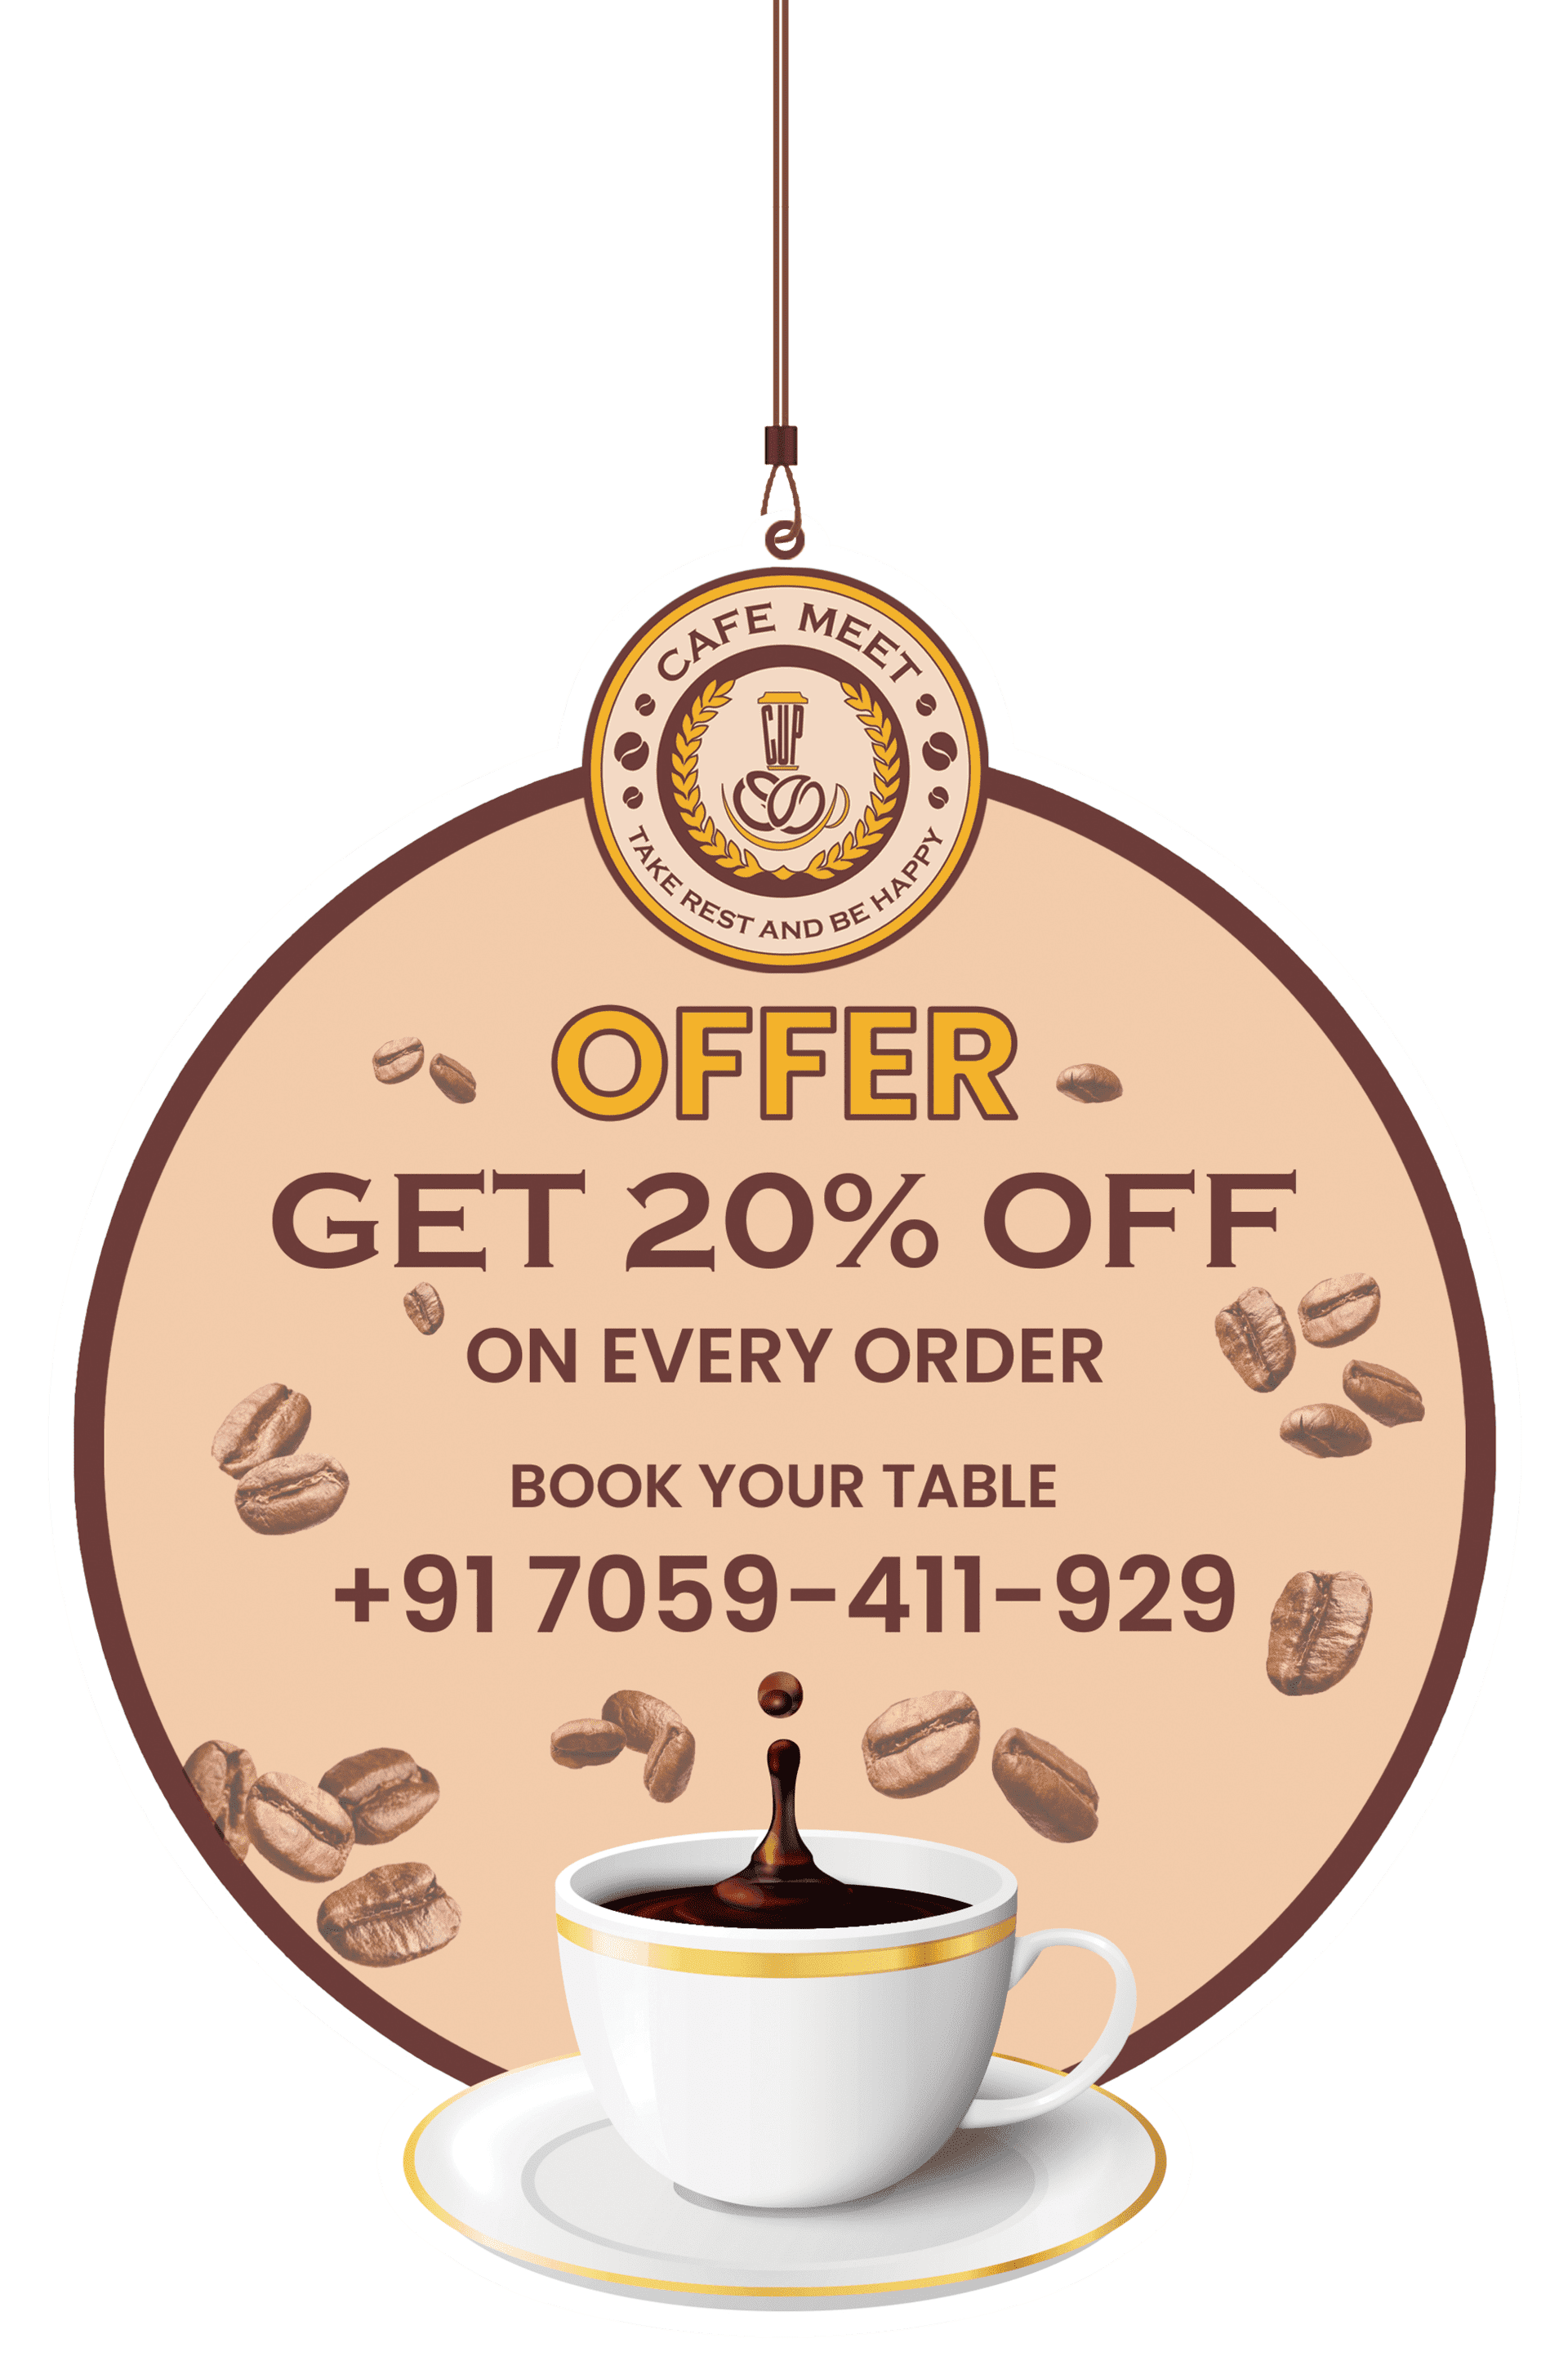 CAFE MEET
CUP
TAKE REST AND BE HAPPY
OFFER
GET 20% OFF
ON EVERY ORDER
BOOK YOUR TABLE
+91 7059-411-929